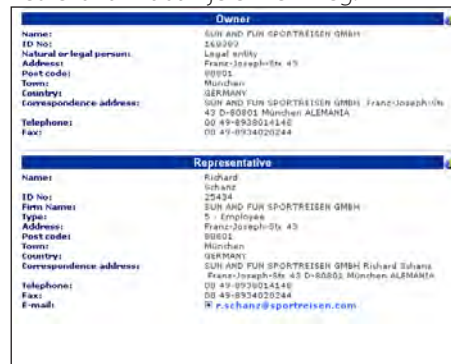 Owner
Name: SUN AND FUN SPORTREISEN GMBH
ID No:
Natural or legal person: Legal entity
Address: Franz-Joseph-Sts 43
Post code: 80801
Town: München
Country: GERMANY
Correspondence address: SUN AND FUN SPORTREISEN GMBH Franz-Joseph-Sts
43 D-80801 München ALEMANIA
Telephone: 00 49-8938014140
Fax: 00 49-8934020244
Representative
Name: Richard
Schanz
ID No: 25434
Firm Name: SUN AND FUN SPORTREISEN GMBH
Type: 5 - Employee
Address: Franz-Joseph-Sts 43
Post code: 80801
Town: München
Country: GERMANY
Correspondence address: SUN AND FUN SPORTREISEN GMBH Richard Schanz
Franz-Joseph-Sts 43 D-80801 München ALEMANIA
Telephone: 00 49-8938014140
Fax: 00 49-8934020244
E-mail: r.schanz@sportreisen.com